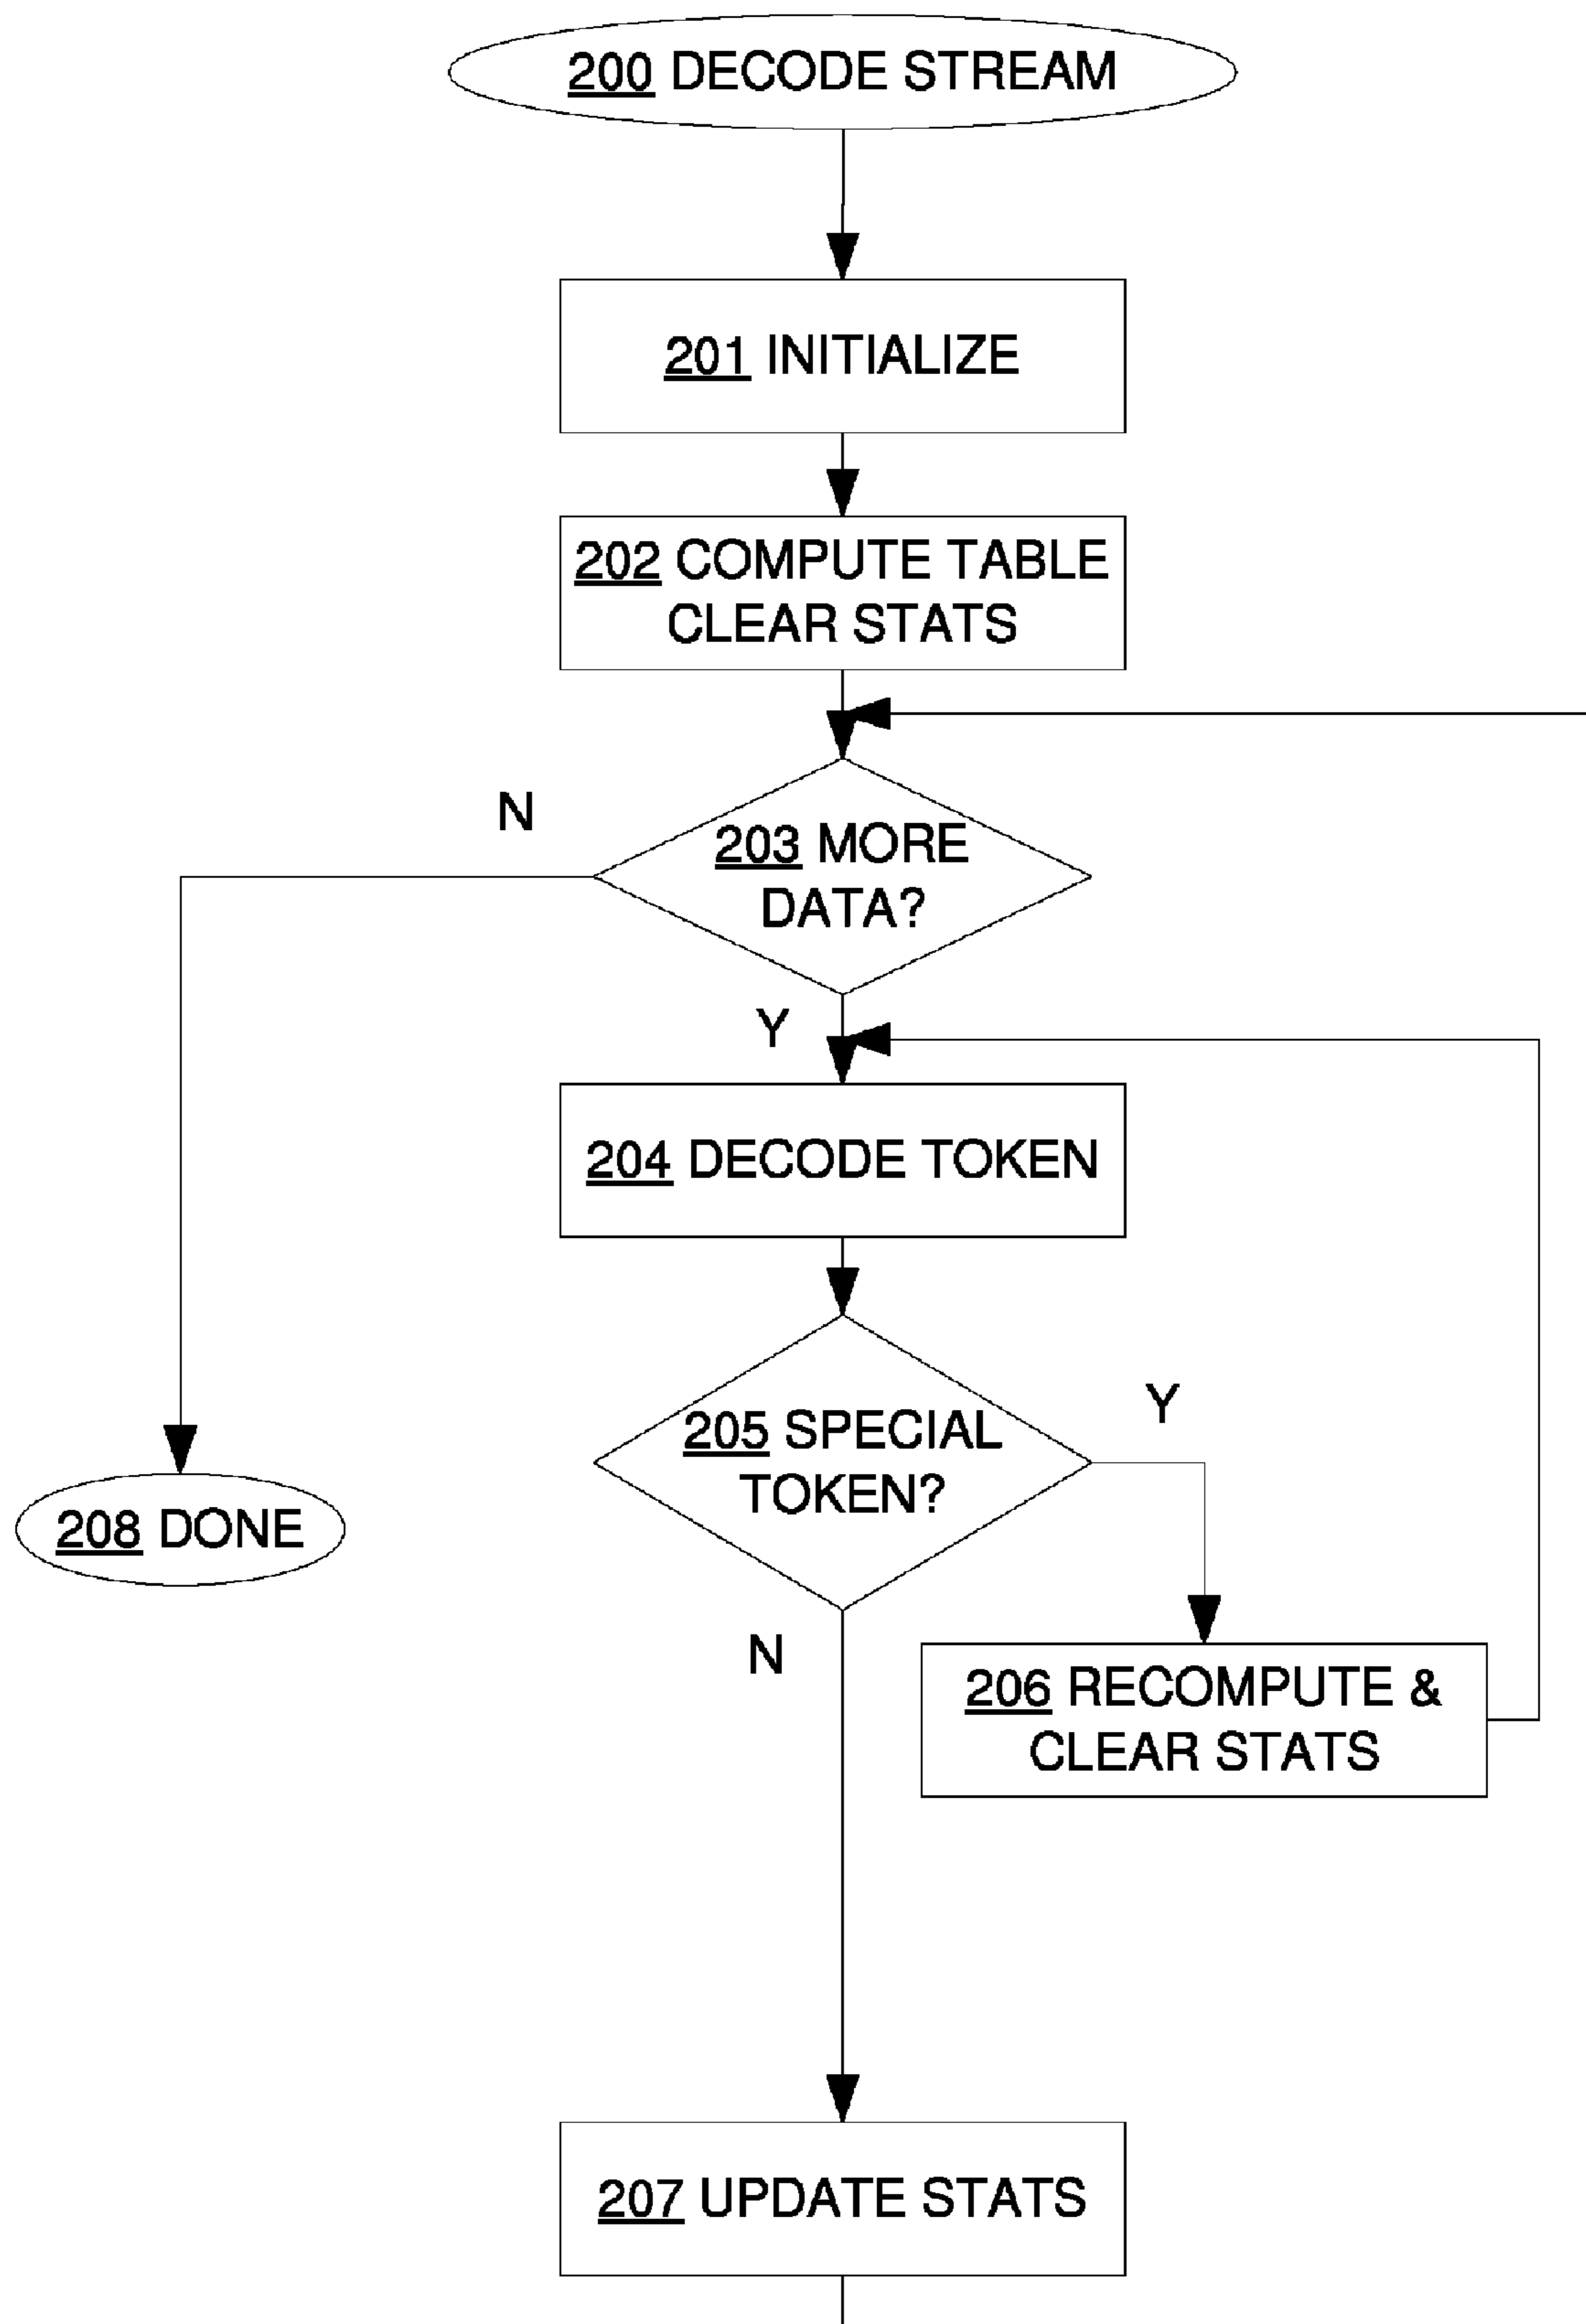 200 DECODE STREAM
201 INITIALIZE
202 COMPUTE TABLE
CLEAR STATS
N
203 MORE
DATA?
Y
204 DECODE TOKEN
Y
205 SPECIAL
TOKEN?
208 DONE
N
206 RECOMPUTE &
CLEAR STATS
207 UPDATE STATS